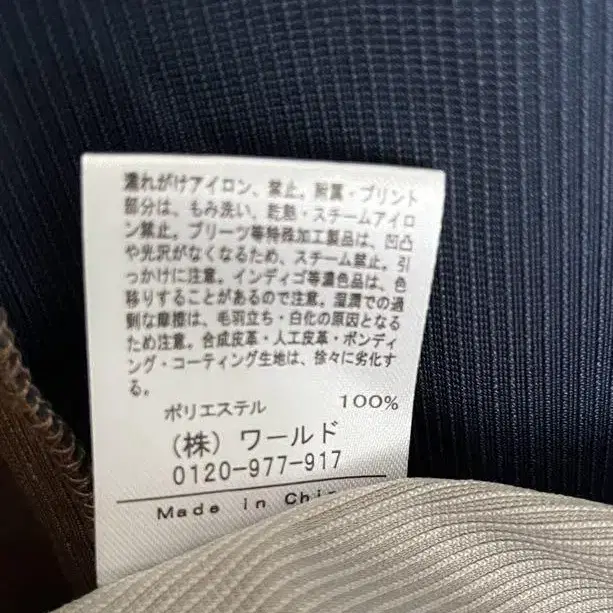 濡れがけアイロン、禁止。附属・プリント
部分は、もみ洗い、乾熱・スチームアイロ
ン禁止。プリーツ等特殊加工製品は、凹凸
や光沢がなくなるため、スチーム禁止。引
っかけに注意。インディゴ等濃色品は、色
移りすることがあるので注意。湿潤での過
剰な摩擦は、毛羽立ち・白化の原因となる
ため注意。合成皮革・人工皮革・ボンディ
ング・コーティング生地は、徐々に劣化す
る。
ポリエステル 100%
(株) ワールド
0120-977-917
Made in Chin